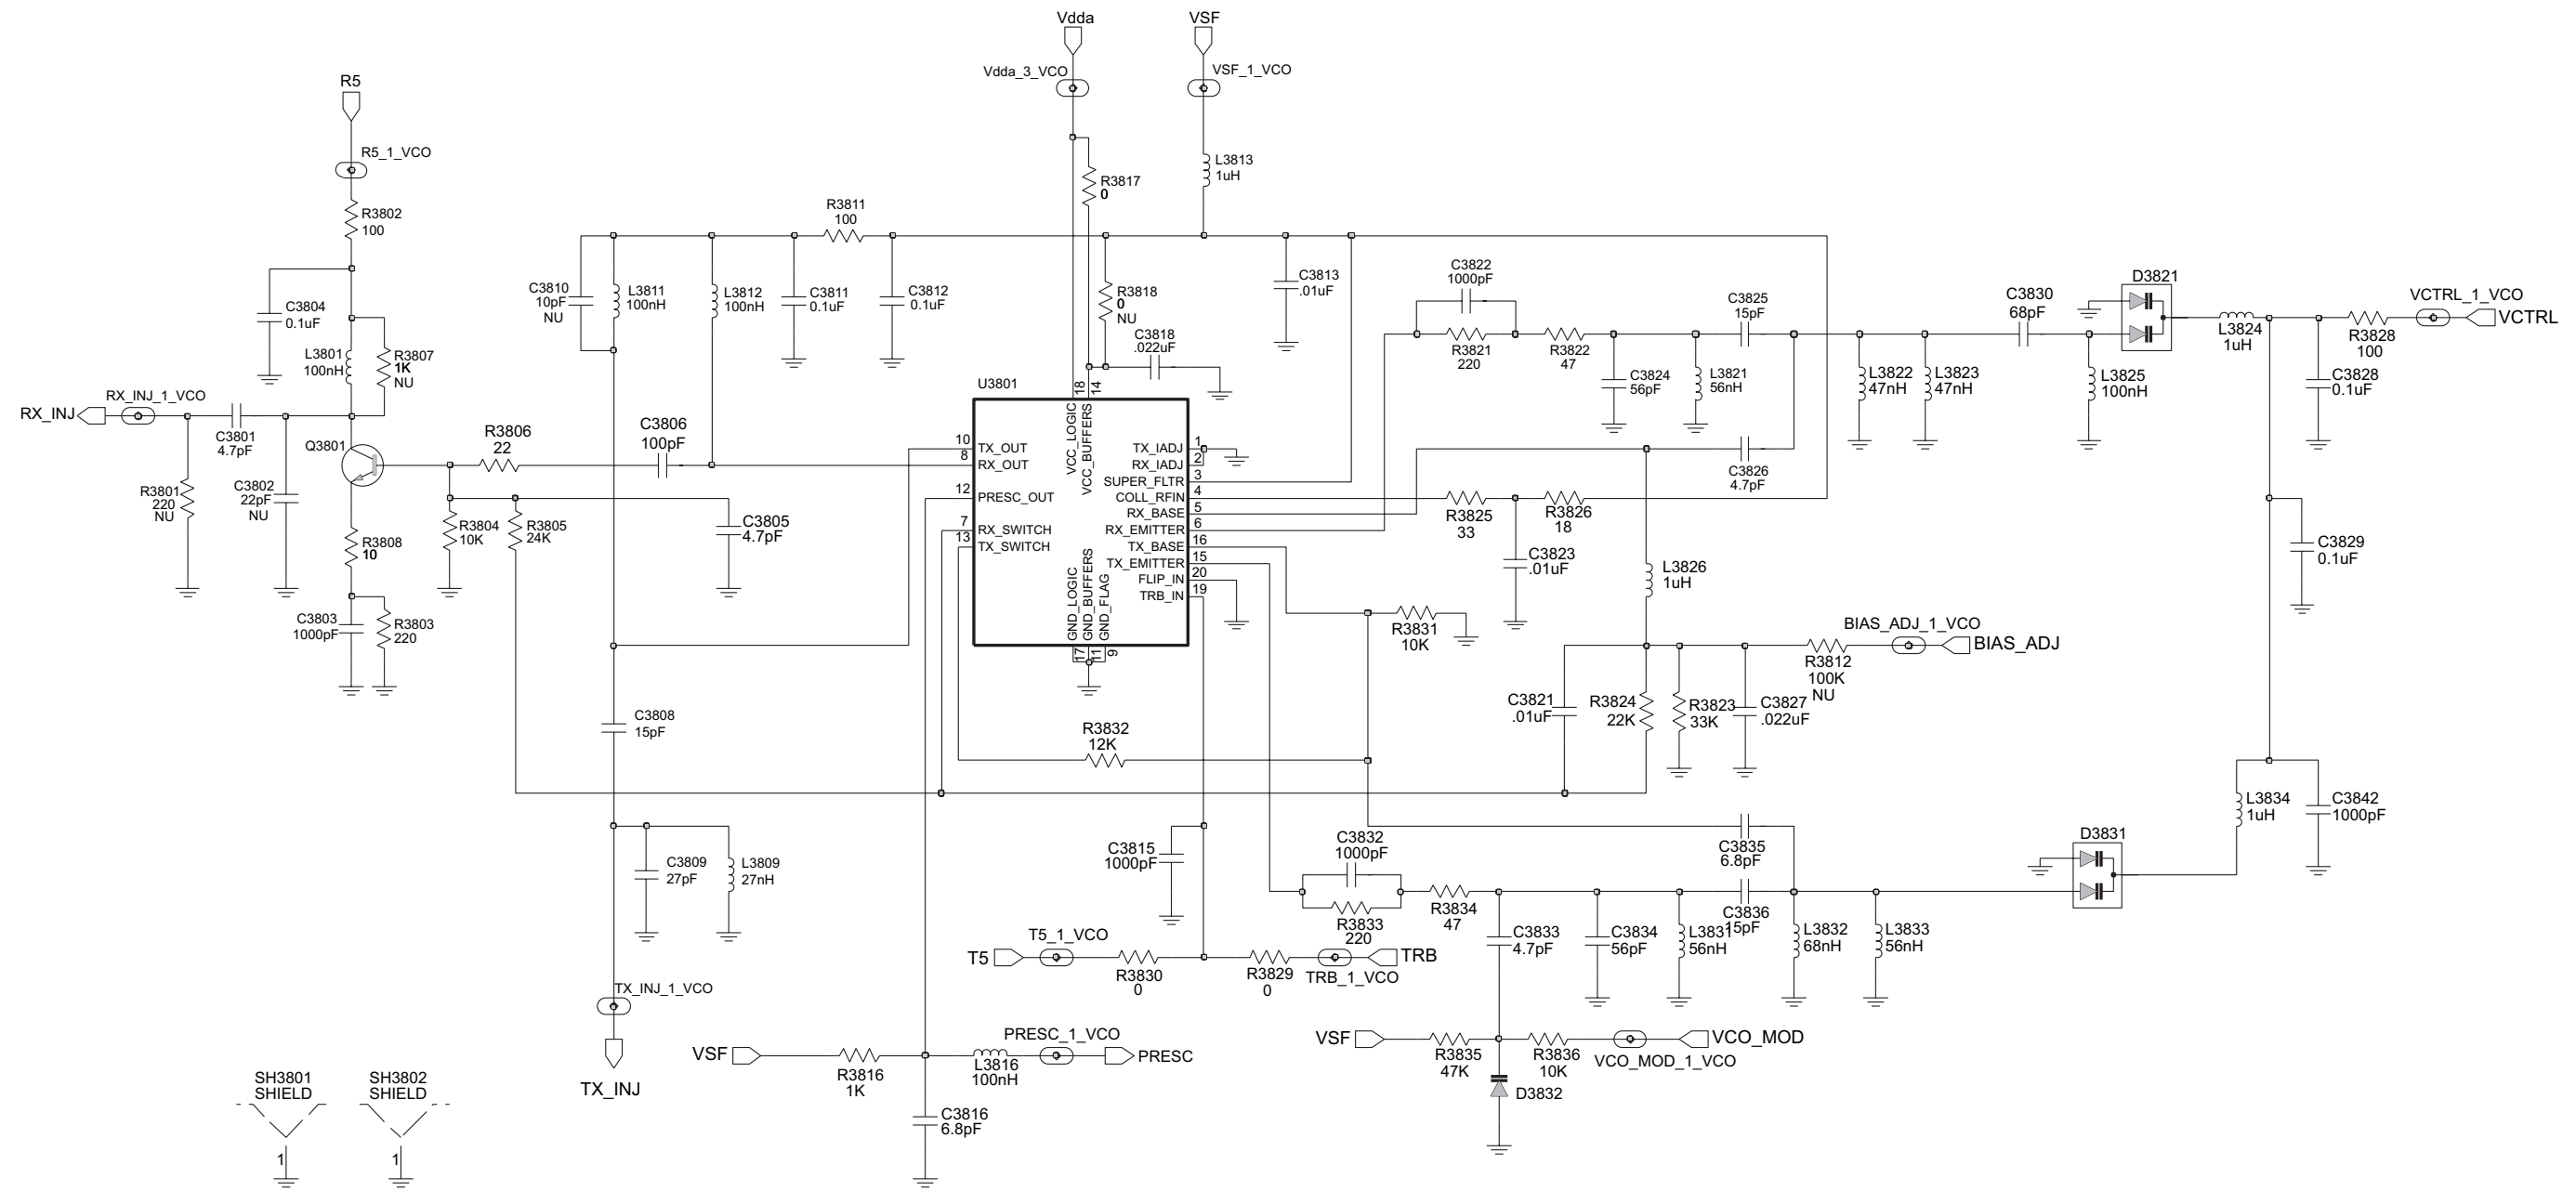 Vdda
VSF
Vdda_3_VCO
VSF_1_VCO
R5
R5_1_VCO
R3802
100
L3813
1uH
R3817
0
R3811
100
C3804
0.1uF
L3801
100nH
R3807
1K
NU
C3810
10pF
NU
L3811
100nH
L3812
100nH
C3811
0.1uF
C3812
0.1uF
R3818
0
NU
C3813
.01uF
C3818
.022uF
C3822
1000pF
R3821
220
R3822
47
C3825
15pF
C3824
56pF
L3821
56nH
C3830
68pF
D3821
L3822
47nH
L3823
47nH
L3825
100nH
L3824
1uH
VCTRL_1_VCO
VCTRL
R3828
100
C3828
0.1uF
RX_INJ
RX_INJ_1_VCO
C3801
4.7pF
Q3801
R3806
22
C3806
100pF
R3801
220
NU
C3802
22pF
NU
R3808
10
R3804
10K
R3805
24K
C3805
4.7pF
C3803
1000pF
R3803
220
U3801
18
14
VCC_LOGIC
VCC_BUFFERS
10
TX_OUT
8
RX_OUT
12
PRESC_OUT
7
RX_SWITCH
13
TX_SWITCH
TX_IADJ
1
RX_IADJ
2
SUPER_FLTR
3
COLL_RFIN
4
RX_BASE
5
RX_EMITTER
6
TX_BASE
16
TX_EMITTER
15
FLIP_IN
20
TRB_IN
19
GND_LOGIC
GND_BUFFERS
GND_FLAG
17
11
9
C3826
4.7pF
R3825
33
R3826
18
C3823
.01uF
L3826
1uH
C3829
0.1uF
R3831
10K
BIAS_ADJ_1_VCO
BIAS_ADJ
R3812
100K
NU
C3821
.01uF
R3824
22K
R3823
33K
C3827
.022uF
C3808
15pF
R3832
12K
L3834
1uH
C3842
1000pF
C3809
27pF
L3809
27nH
C3815
1000pF
C3832
1000pF
R3833
220
R3834
47
C3835
6.8pF
C3836
15pF
D3831
C3833
4.7pF
C3834
56pF
L3831
56nH
L3832
68nH
L3833
56nH
T5
T5_1_VCO
R3830
0
R3829
0
TRB_1_VCO
TRB
TX_INJ_1_VCO
TX_INJ
VSF
R3816
1K
L3816
100nH
PRESC_1_VCO
PRESC
C3816
6.8pF
VSF
R3835
47K
R3836
10K
VCO_MOD_1_VCO
VCO_MOD
D3832
SH3801
SHIELD
1
SH3802
SHIELD
1